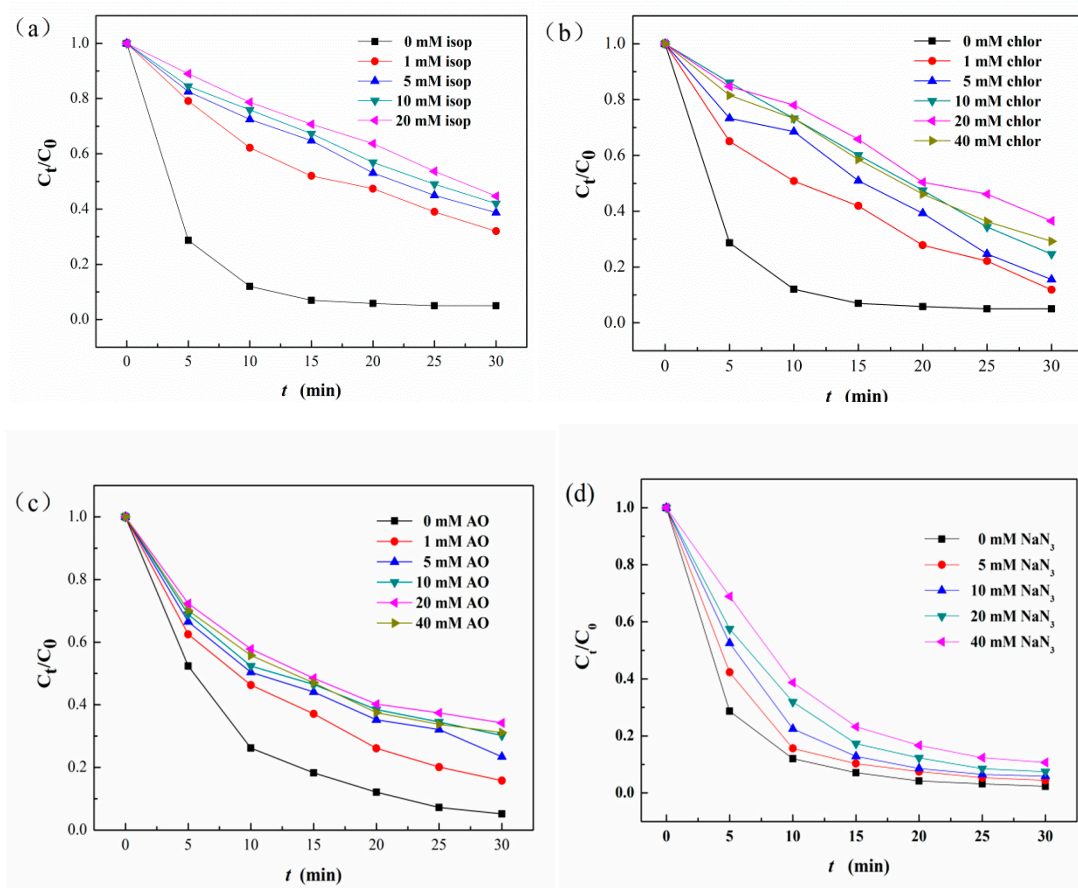 (a)
1.0
0.8
0.6
0.4
0.2
0.0
Ct/C0
0 mM isop
1 mM isop
5 mM isop
10 mM isop
20 mM isop
0 5 10 15 20 25 30
t (min)
(b)
1.0
0.8
0.6
0.4
0.2
0.0
Ct/C0
0 mM chlor
1 mM chlor
5 mM chlor
10 mM chlor
20 mM chlor
40 mM chlor
0 5 10 15 20 25 30
t (min)
(c)
1.0
0.8
0.6
0.4
0.2
0.0
Ct/C0
0 mM AO
1 mM AO
5 mM AO
10 mM AO
20 mM AO
40 mM AO
0 5 10 15 20 25 30
t (min)
(d)
1.0
0.8
0.6
0.4
0.2
0.0
Ct/C0
0 mM NaN3
5 mM NaN3
10 mM NaN3
20 mM NaN3
40 mM NaN3
0 5 10 15 20 25 30
t (min)